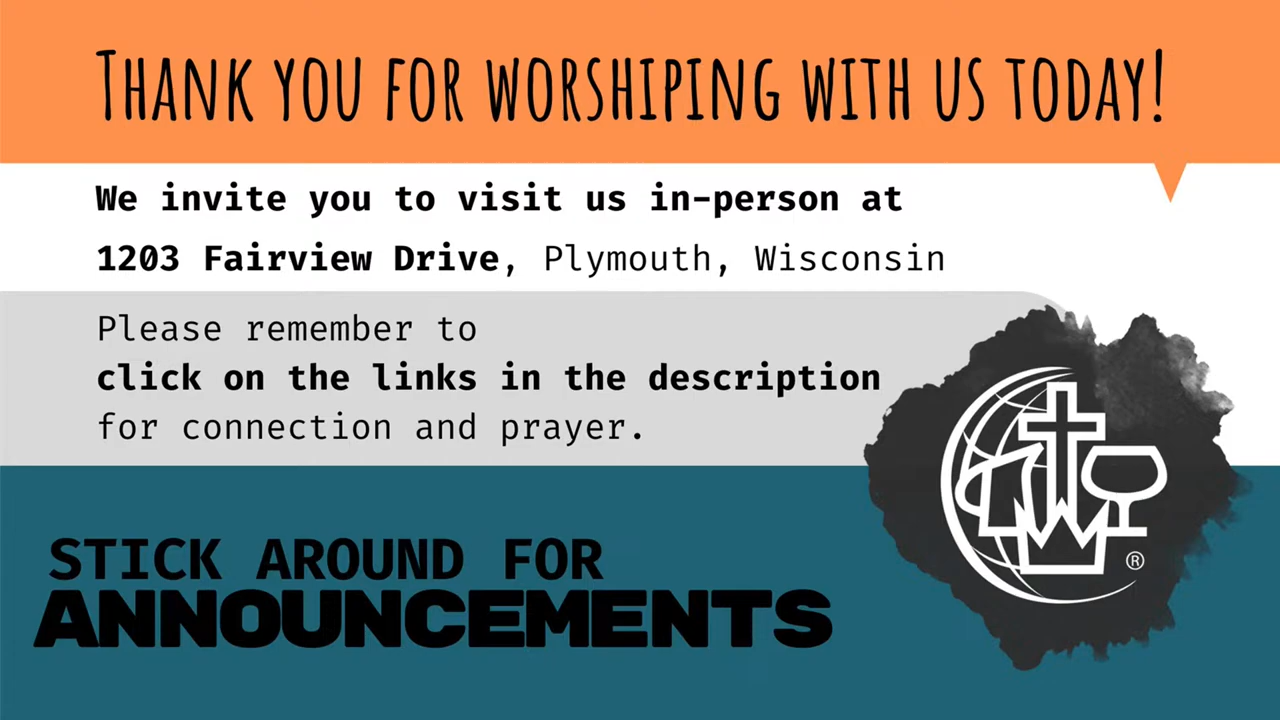 THANK YOU FOR WORSHIPING WITH US TODAY!
We invite you to visit us in-person at
1203 Fairview Drive, Plymouth, Wisconsin
Please remember to
click on the links in the description
for connection and prayer.
STICK AROUND FOR
ANNOUNCEMENTS
®